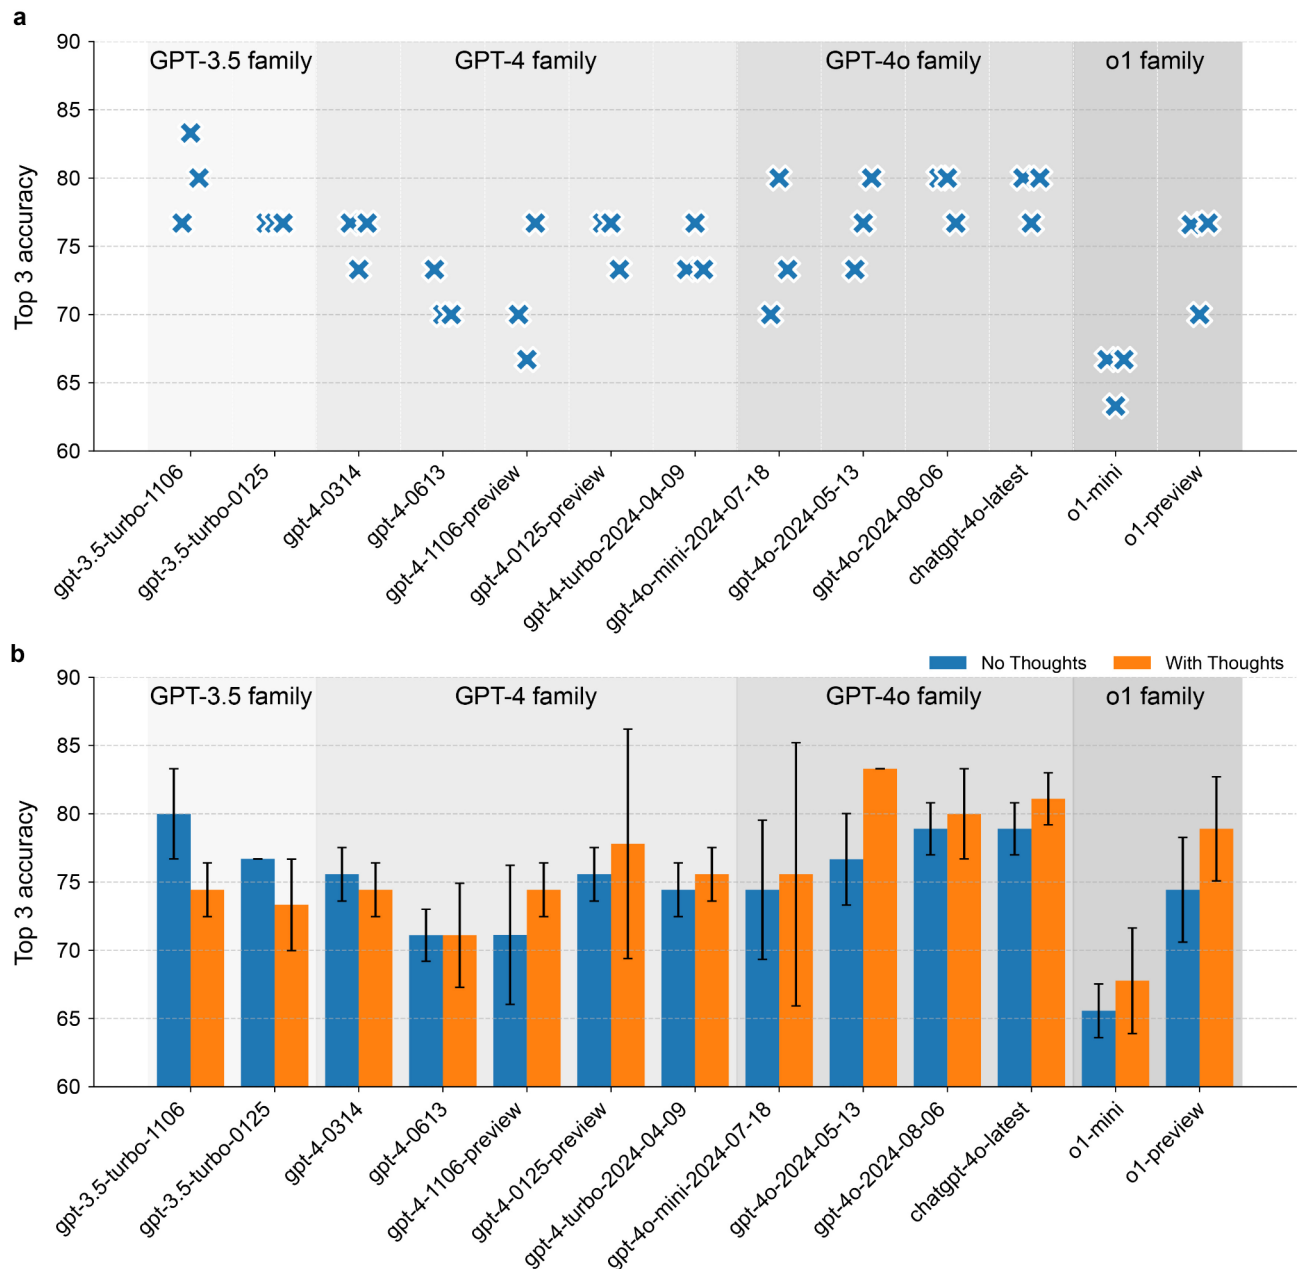 a
GPT-3.5 family GPT-4 family GPT-4o family o1 family
Top 3 accuracy
90
85
80
75
70
65
60
gpt-3.5-turbo-1106
gpt-3.5-turbo-0125
gpt-4-0314
gpt-4-0613
gpt-4-1106-preview
gpt-4-0125-preview
gpt-4-turbo-2024-04-09
gpt-4o-mini-2024-07-18
gpt-4o-2024-05-13
gpt-4o-2024-08-06
chatgpt-4o-latest
o1-mini
o1-preview
b
No Thoughts With Thoughts
GPT-3.5 family GPT-4 family GPT-4o family o1 family
Top 3 accuracy
90
85
80
75
70
65
60
gpt-3.5-turbo-1106
gpt-3.5-turbo-0125
gpt-4-0314
gpt-4-0613
gpt-4-1106-preview
gpt-4-0125-preview
gpt-4-turbo-2024-04-09
gpt-4o-mini-2024-07-18
gpt-4o-2024-05-13
gpt-4o-2024-08-06
chatgpt-4o-latest
o1-mini
o1-preview